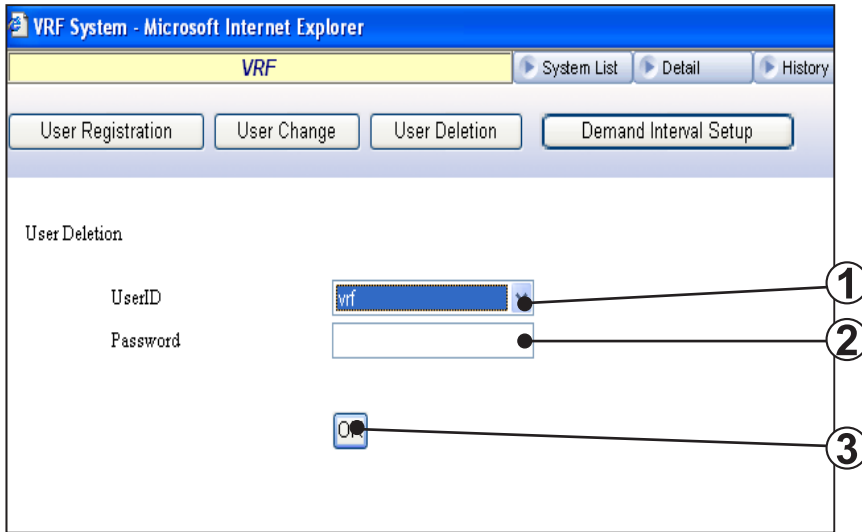 VRF System - Microsoft Internet Explorer
VRF System List Detail History
User Registration User Change User Deletion Demand Interval Setup
User Deletion
UserID vrf 1
Password 2
OK 3